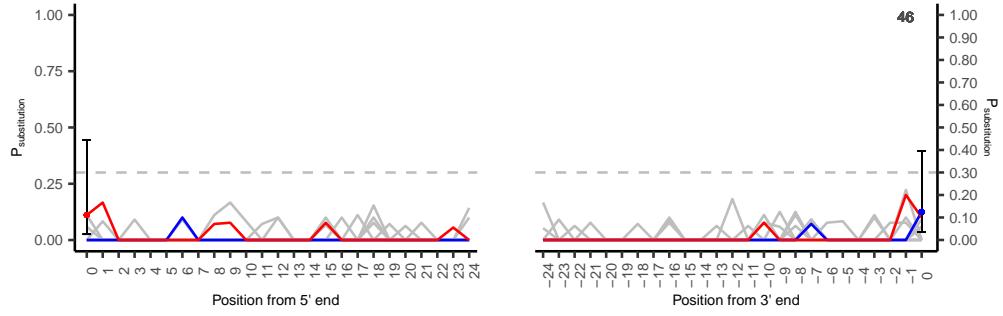 46
1.00
0.75
0.50
0.25
0.00
P substitution
0 1 2 3 4 5 6 7 8 9 10 11 12 13 14 15 16 17 18 19 20 21 22 23 24
Position from 5' end
−24 −23 −22 −21 −20 −19 −18 −17 −16 −15 −14 −13 −12 −11 −10 −9 −8 −7 −6 −5 −4 −3 −2 −1 0
Position from 3' end
1.00
0.90
0.80
0.70
0.60
0.50
0.40
0.30
0.20
0.10
0.00
P substitution